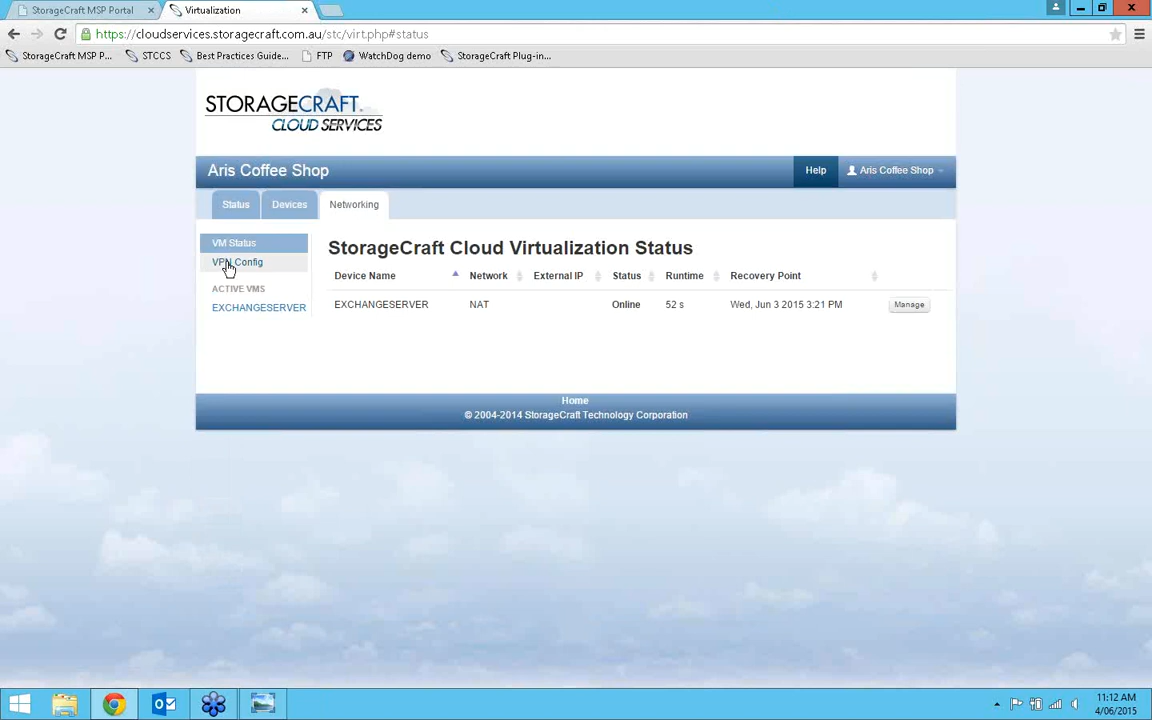 StorageCraft MSP Portal
Virtualization
https://cloudservices.storagecraft.com.au/stc/virt.php#status
StorageCraft MSP P... STCCS Best Practices Guide... FTP WatchDog demo StorageCraft Plug-in...
STORAGECRAFT
CLOUD SERVICES
Aris Coffee Shop
Help
Aris Coffee Shop
Status Devices Networking
VM Status
VPN Config
ACTIVE VMS
EXCHANGESERVER
StorageCraft Cloud Virtualization Status
Device Name Network External IP Status Runtime Recovery Point
EXCHANGESERVER NAT Online 52 s Wed, Jun 3 2015 3:21 PM Manage
Home
© 2004-2014 StorageCraft Technology Corporation
11:12 AM
4/06/2015